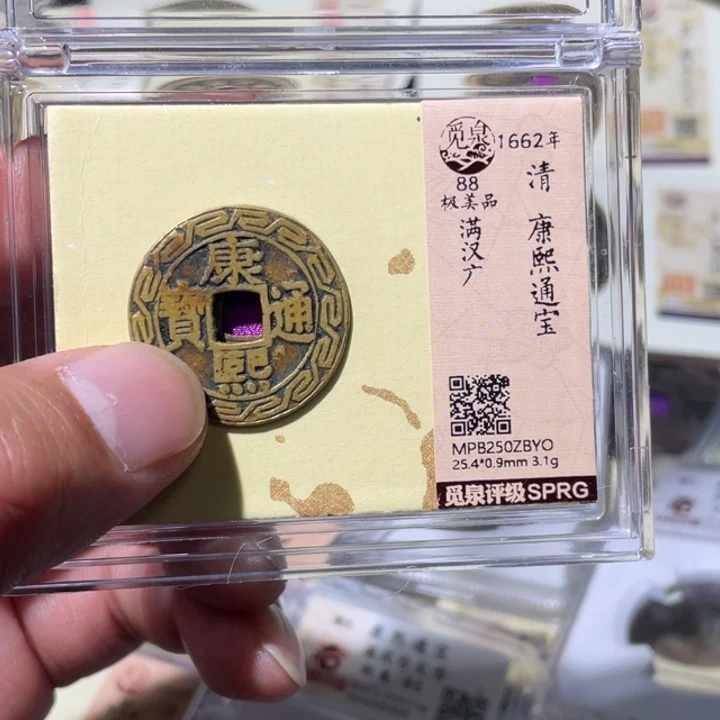 康熙通寶
觅泉
1662年
88
极美品
清 康熙通宝
满汉广
MPB250ZBYO
25.4*0.9mm 3.1g
觅泉评级SPRG